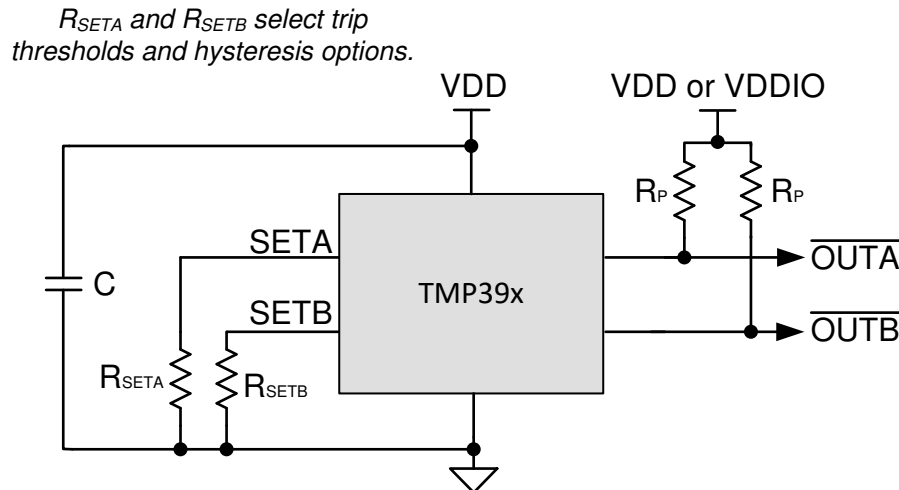 RSETA and RSETB select trip
thresholds and hysteresis options.
VDD
VDD or VDDIO
RP
RP
SETA
OUTA
C
TMP39x
SETB
OUTB
RSETA
RSETB